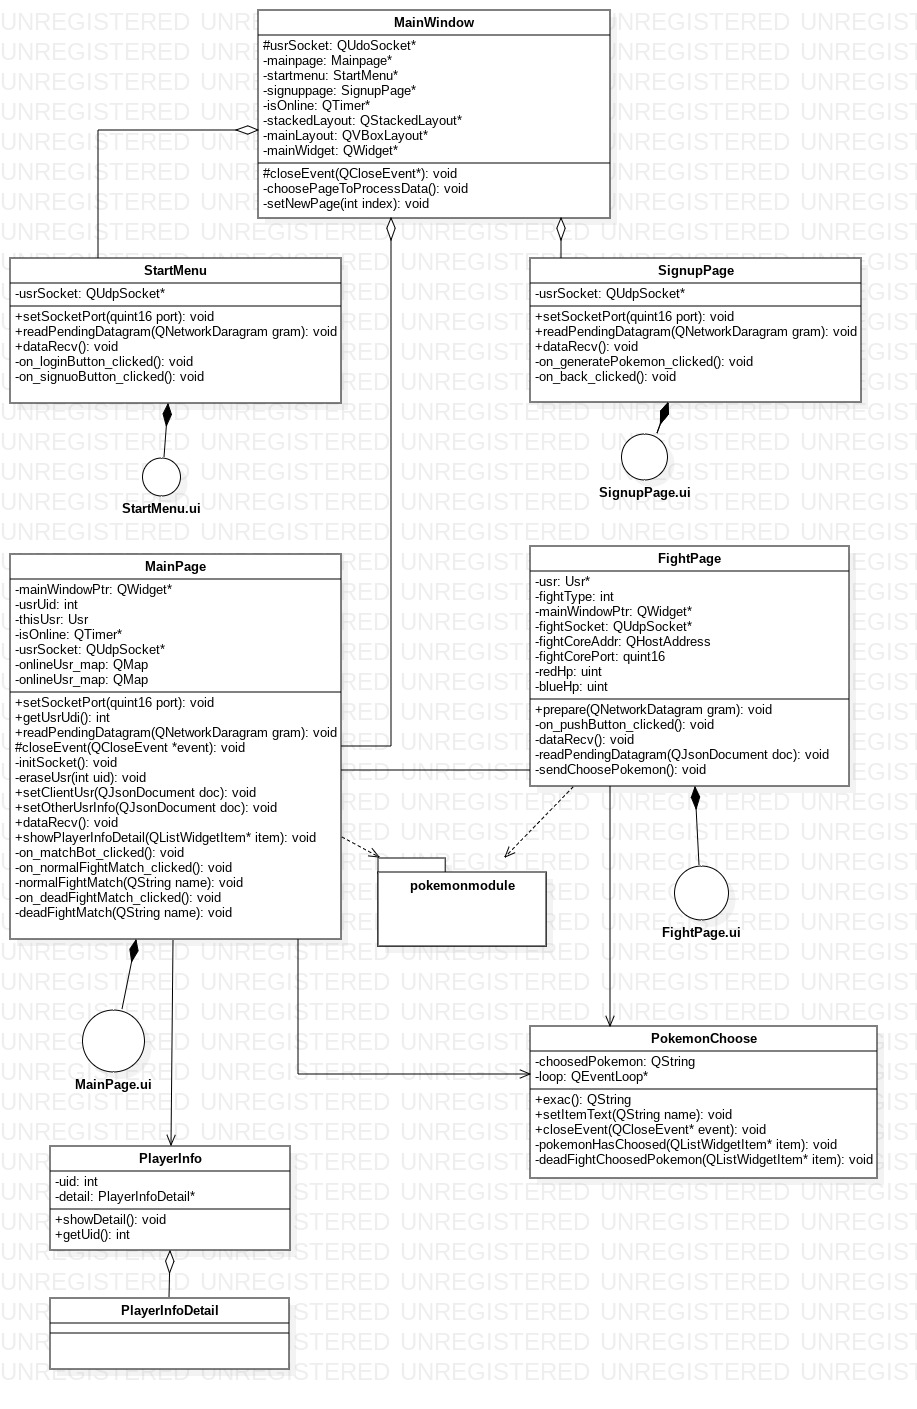 MainWindow
#usrSocket: QUdoSocket*
-mainpage: Mainpage*
-startmenu: StartMenu*
-signuppage: SignupPage*
-isOnline: QTimer*
-stackedLayout: QStackedLayout*
-mainLayout: QVBoxLayout*
-mainWidget: QWidget*
#closeEvent(QCloseEvent*): void
-choosePageToProcessData(): void
-setNewPage(int index): void
StartMenu
-usrSocket: QUdpSocket*
+setSocketPort(quint16 port): void
+readPendingDatagram(QNetworkDaragram gram): void
+dataRecv(): void
-on_loginButton_clicked(): void
-on_signuoButton_clicked(): void
StartMenu.ui
SignupPage
-usrSocket: QUdpSocket*
+setSocketPort(quint16 port): void
+readPendingDatagram(QNetworkDaragram gram): void
+dataRecv(): void
-on_generatePokemon_clicked(): void
-on_back_clicked(): void
SignupPage.ui
MainPage
-mainWindowPtr: QWidget*
-usrUid: int
-thisUsr: Usr
-isOnline: QTimer*
-usrSocket: QUdpSocket*
-onlineUsr_map: QMap
-onlineUsr_map: QMap
+setSocketPort(quint16 port): void
+getUsrUdi(): int
+readPendingDatagram(QNetworkDaragram gram): void
#closeEvent(QCloseEvent *event): void
-initSocket(): void
-eraseUsr(int uid): void
+setClientUsr(QJsonDocument doc): void
+setOtherUsrInfo(QJsonDocument doc): void
+dataRecv(): void
+showPlayerInfoDetail(QListWidgetItem* item): void
-on_matchBot_clicked(): void
-on_normalFightMatch_clicked(): void
-normalFightMatch(QString name): void
-on_deadFightMatch_clicked(): void
-deadFightMatch(QString name): void
MainPage.ui
FightPage
-usr: Usr*
-fightType: int
-mainWindowPtr: QWidget*
-fightSocket: QUdpSocket*
-fightCoreAddr: QHostAddress
-fightCorePort: quint16
-redHp: uint
-blueHp: uint
+prepare(QNetworkDatagram gram): void
-on_pushButton_clicked(): void
-dataRecv(): void
-readPendingDatagram(QJsonDocument doc): void
-sendChoosePokemon(): void
FightPage.ui
pokemonmodule
PokemonChoose
-choosedPokemon: QString
-loop: QEventLoop*
+exac(): QString
+setItemText(QString name): void
+closeEvent(QCloseEvent* event): void
-pokemonHasChoosed(QListWidgetItem* item): void
-deadFightChoosedPokemon(QListWidgetItem* item): void
PlayerInfo
-uid: int
-detail: PlayerInfoDetail*
+showDetail(): void
+getUid(): int
PlayerInfoDetail